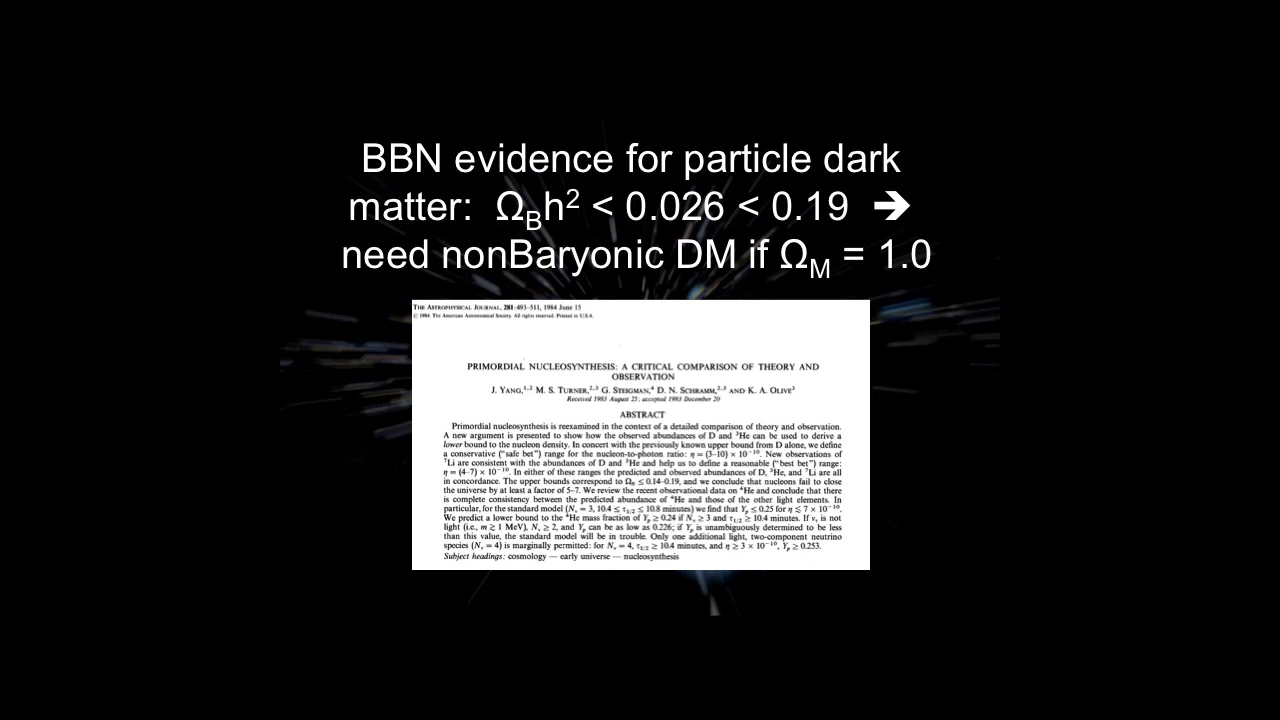 BBN evidence for particle dark
matter: Ω_Bh² < 0.026 < 0.19 ➔
need nonBaryonic DM if Ω_M = 1.0
THE ASTROPHYSICAL JOURNAL, 281:493-511, 1984 June 15
© 1984. The American Astronomical Society. All rights reserved. Printed in U.S.A.
PRIMORDIAL NUCLEOSYNTHESIS: A CRITICAL COMPARISON OF THEORY AND
OBSERVATION
J. YANG,¹,² M. S. TURNER,²,³ G. STEIGMAN,⁴ D. N. SCHRAMM,²,³ AND K. A. OLIVE³
Received 1983 August 25; accepted 1983 December 20
ABSTRACT
Primordial nucleosynthesis is reexamined in the context of a detailed comparison of theory and observation.
A new argument is presented to show how the observed abundances of D and ³He can be used to derive a
lower bound to the nucleon density. In concert with the previously known upper bound from D alone, we define
a conservative ("safe bet") range for the nucleon-to-photon ratio: η = (3-10) × 10⁻¹⁰. New observations of
⁷Li are consistent with the abundances of D and ³He and help us to define a reasonable ("best bet") range:
η = (4-7) × 10⁻¹⁰. In either of these ranges the predicted and observed abundances of D, ³He, and ⁷Li are all
in concordance. The upper bounds correspond to Ω_N ≤ 0.14-0.19, and we conclude that nucleons fail to close
the universe by at least a factor of 5-7. We review the recent observational data on ⁴He and conclude that there
is complete consistency between the predicted abundance of ⁴He and those of the other light elements. In
particular, for the standard model (N_ν = 3, 10.4 ≤ τ_1/2 ≤ 10.8 minutes) we find that Y_p ≤ 0.25 for η ≤ 7 × 10⁻¹⁰.
We predict a lower bound to the ⁴He mass fraction of Y_p ≥ 0.24 if N_ν ≥ 3 and τ_1/2 ≥ 10.4 minutes. If ν_τ is not
light (i.e., m ≳ 1 MeV), N_ν ≥ 2, and Y_p can be as low as 0.226; if Y_p is unambiguously determined to be less
than this value, the standard model will be in trouble. Only one additional light, two-component neutrino
species (N_ν = 4) is marginally permitted: for N_ν = 4, τ_1/2 ≥ 10.4 minutes, and η ≥ 3 × 10⁻¹⁰, Y_p ≥ 0.253.
Subject headings: cosmology — early universe — nucleosynthesis